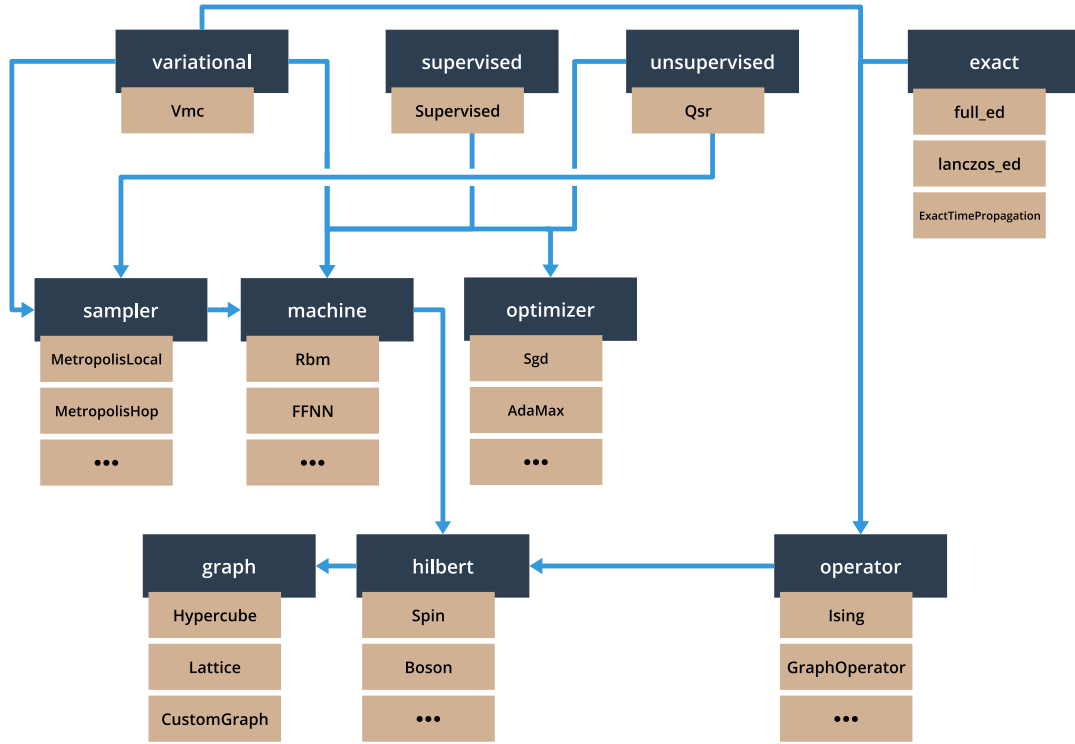 variational
Vmc
supervised
Supervised
unsupervised
Qsr
exact
full_ed
lanczos_ed
ExactTimePropagation
sampler
MetropolisLocal
MetropolisHop
•••
machine
Rbm
FFNN
•••
optimizer
Sgd
AdaMax
•••
graph
Hypercube
Lattice
CustomGraph
hilbert
Spin
Boson
•••
operator
Ising
GraphOperator
•••